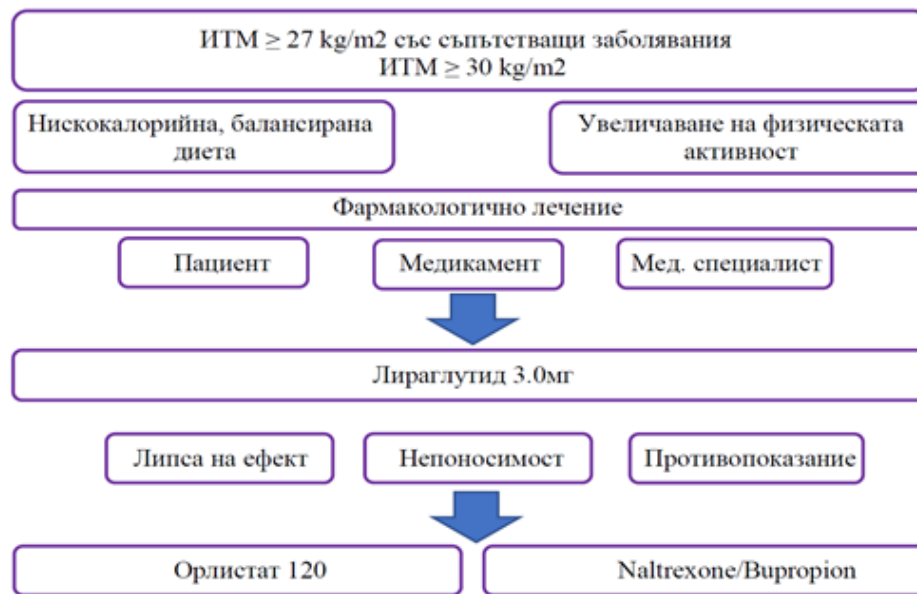 ИТМ ≥ 27 kg/m2 със съпътстващи заболявания
ИТМ ≥ 30 kg/m2
Нискокалорийна, балансирана
диета
Увеличаване на физическата
активност
Фармакологично лечение
Пациент
Медикамент
Мед. специалист
Лираглутид 3.0мг
Липса на ефект
Непоносимост
Противопоказание
Орлистат 120
Naltrexone/Bupropion